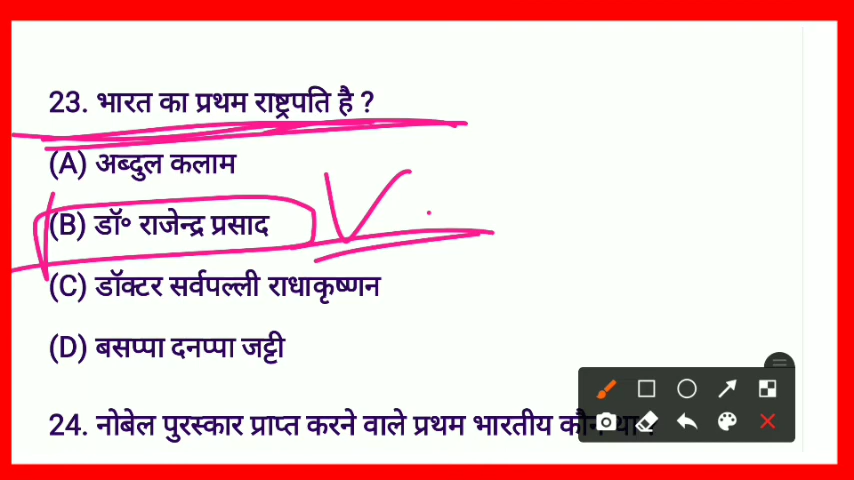 23. भारत का प्रथम राष्ट्रपति है ?
(A) अब्दुल कलाम
(B) डॉ० राजेन्द्र प्रसाद
(C) डॉक्टर सर्वपल्ली राधाकृष्णन
(D) बसप्पा दनप्पा जट्टी
24. नोबेल पुरस्कार प्राप्त करने वाले प्रथम भारतीय